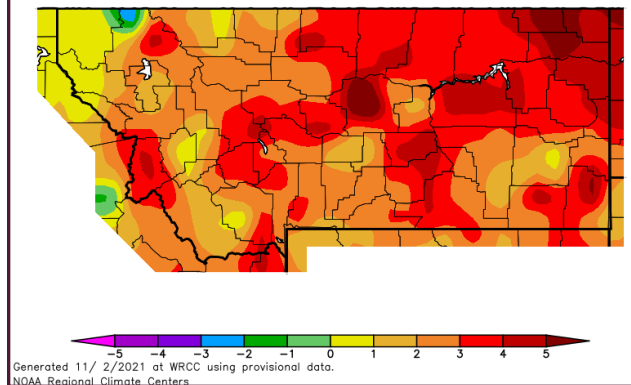 -5 -4 -3 -2 -1 0 1 2 3 4 5
Generated 11/ 2/2021 at WRCC using provisional data.
NOAA Regional Climate Centers